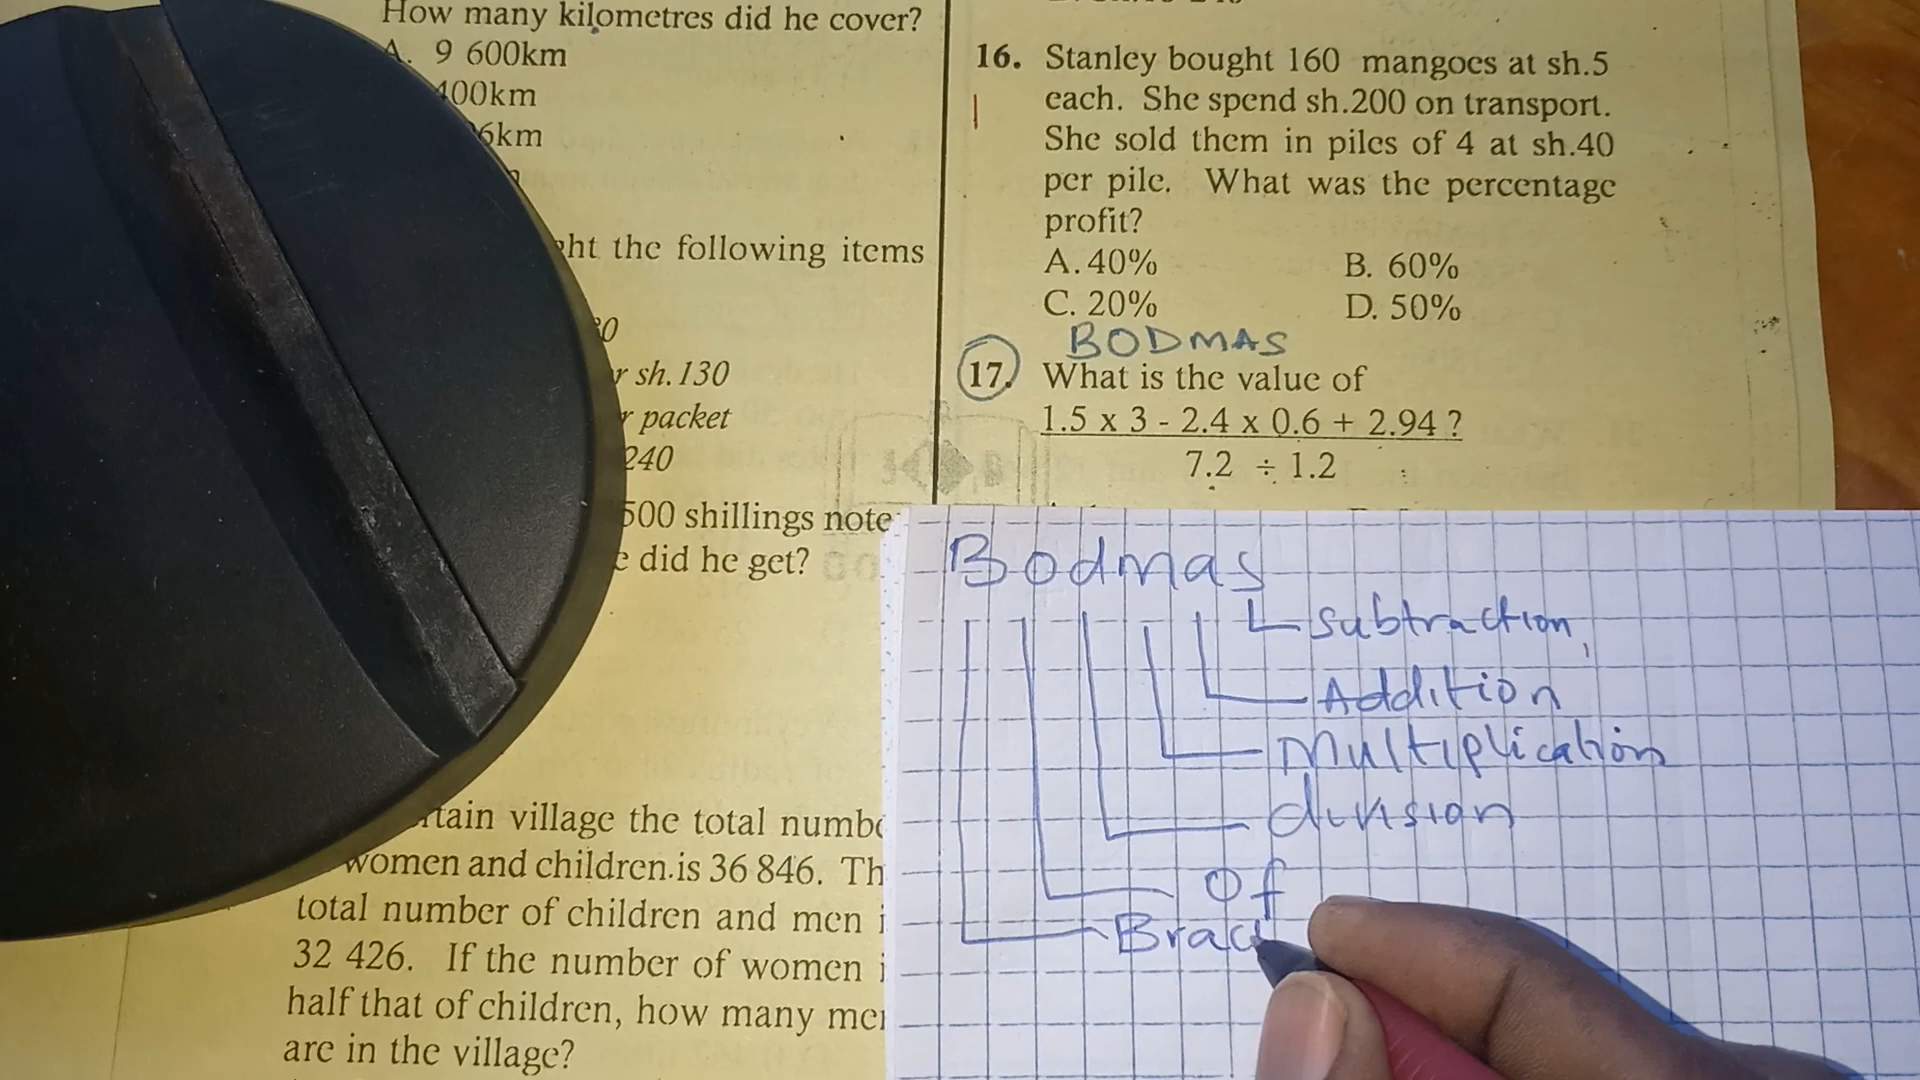 How many kilometres did he cover?
A. 9 600km
400km
6km
ht the following items
r sh.130
r packet
240
500 shillings note
did he get?
tain village the total
women and children is 36 846.
total number of children and men
32 426. If the number of women
half that of children, how many
are in the village?
16. Stanley bought 160 mangoes at sh.5
each. She spend sh.200 on transport.
She sold them in piles of 4 at sh.40
per pile. What was the percentage
profit?
A. 40% B. 60%
C. 20% D. 50%
BODMAS
17. What is the value of
1.5 x 3 - 2.4 x 0.6 + 2.94 ?
7.2 ÷ 1.2
Bodmas
subtraction,
Addition
Multiplication
division
Of
Brac